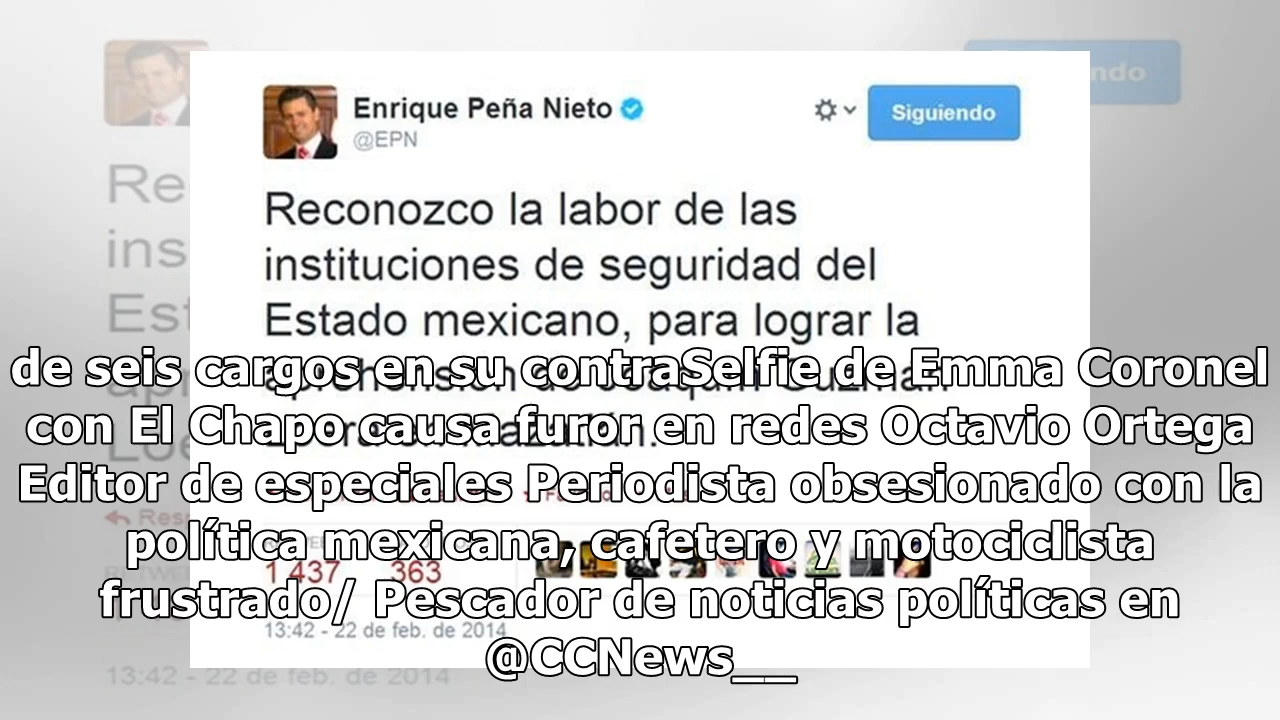 Enrique Peña Nieto
@EPN
Siguiendo
Reconozco la labor de las
instituciones de seguridad del
Estado mexicano, para lograr la
de seis cargos en su contraSelfie de Emma Coronel
con El Chapo causa furor en redes Octavio Ortega
Editor de especiales Periodista obsesionado con la
política mexicana, cafetero y motociclista
frustrado/ Pescador de noticias políticas en
@CCNews__
1,437 363
13:42 - 22 de feb. de 2014
13:42 - 22 de feb. de 2014